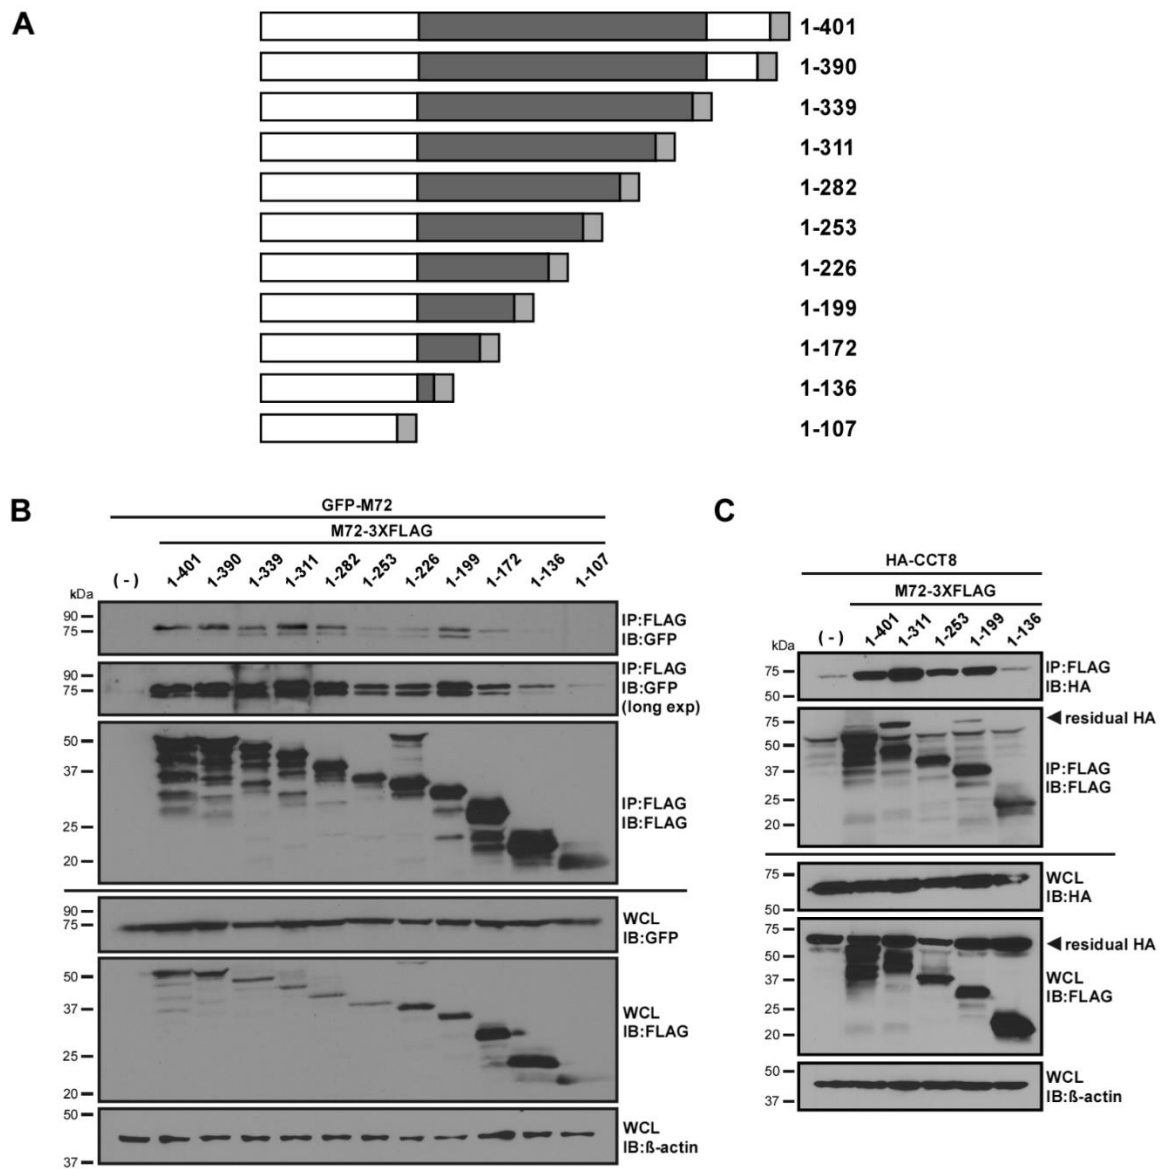 A
1-401
1-390
1-339
1-311
1-282
1-253
1-226
1-199
1-172
1-136
1-107
B
GFP-M72
M72-3XFLAG
(-) 1-401 1-390 1-339 1-311 1-282 1-253 1-226 1-199 1-172 1-136 1-107
kDa
90
75
IP:FLAG
IB:GFP
90
75
IP:FLAG
IB:GFP
(long exp)
50
37
25
20
IP:FLAG
IB:FLAG
90
75
WCL
IB:GFP
50
37
25
20
WCL
IB:FLAG
50
37
WCL
IB:ß-actin
C
HA-CCT8
M72-3XFLAG
(-) 1-401 1-311 1-253 1-199 1-136
kDa
75
50
IP:FLAG
IB:HA
75
50
37
25
20
residual HA
IP:FLAG
IB:FLAG
75
50
WCL
IB:HA
75
50
37
25
20
residual HA
WCL
IB:FLAG
50
37
WCL
IB:ß-actin